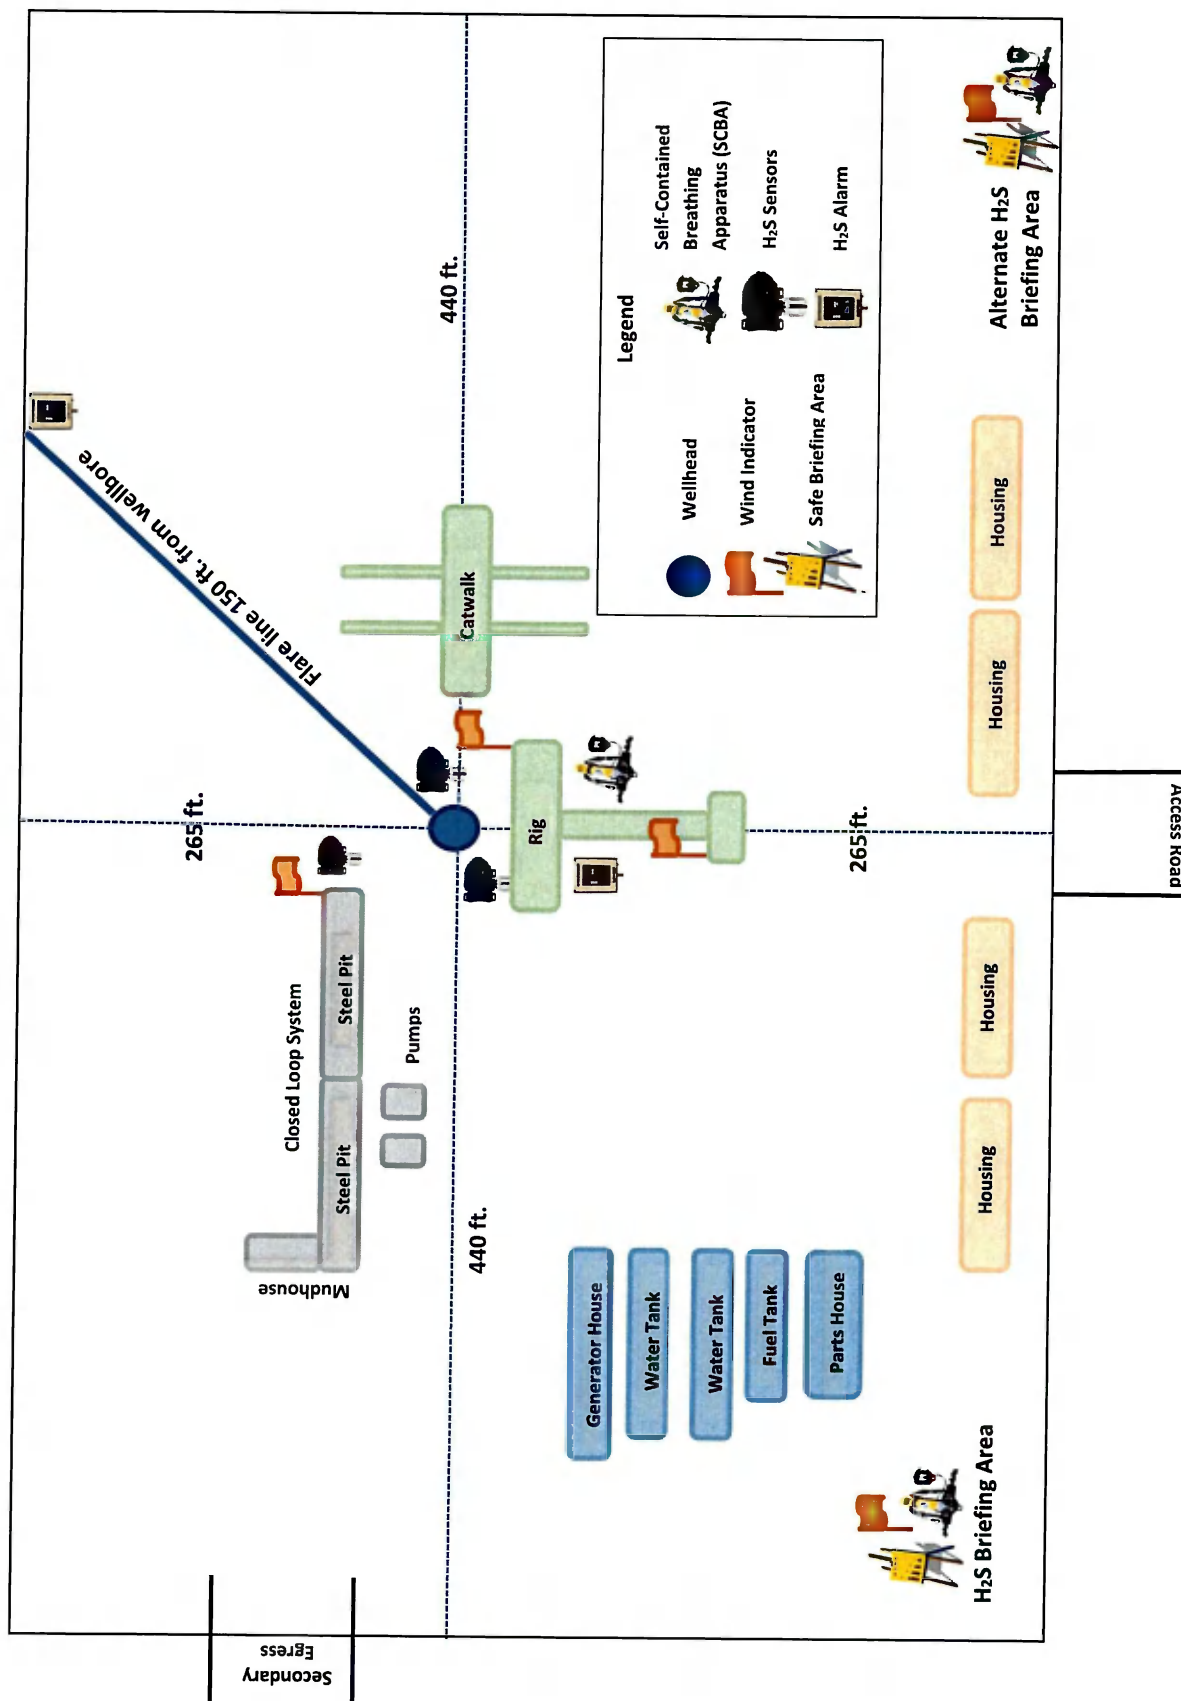 Secondary
Egress
Mudhouse
Closed Loop System
Steel Pit
Steel Pit
Pumps
265 ft.
Flare line 150 ft. from wellbore
440 ft.
440 ft.
Catwalk
Rig
265 ft.
Generator House
Water Tank
Water Tank
Fuel Tank
Parts House
Legend
Wellhead
Wind Indicator
Safe Briefing Area
Self-Contained
Breathing
Apparatus (SCBA)
H₂S Sensors
H₂S Alarm
H₂S Briefing Area
Housing
Housing
Housing
Housing
Alternate H₂S
Briefing Area
Access Road